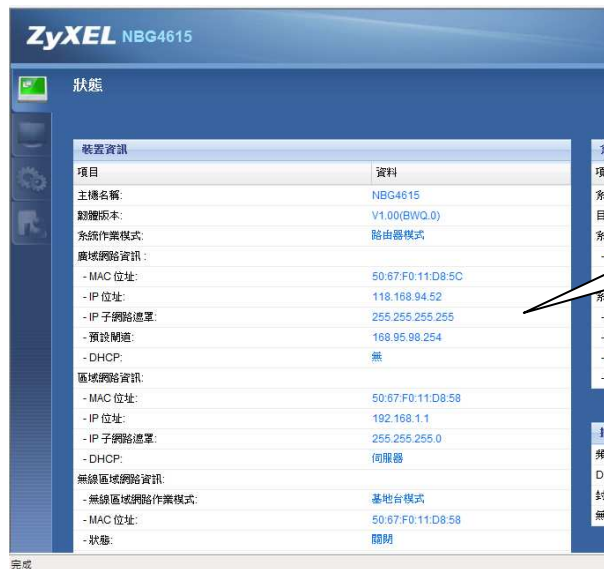 ZyXEL NBG4615
狀態
裝置資訊
項目 資料
主機名稱: NBG4615
韌體版本: V1.00(BWQ.0)
系統作業模式: 路由器模式
廣域網路資訊 :
- MAC 位址: 50:67:F0:11:D8:5C
- IP 位址: 118.168.94.52
- IP 子網路遮罩: 255.255.255.255
- 預設閘道: 168.95.98.254
- DHCP: 無
區域網路資訊:
- MAC 位址: 50:67:F0:11:D8:58
- IP 位址: 192.168.1.1
- IP 子網路遮罩: 255.255.255.0
- DHCP: 伺服器
無線區域網路資訊:
- 無線區域網路作業模式: 基地台模式
- MAC 位址: 50:67:F0:11:D8:58
- 狀態: 關閉
完成